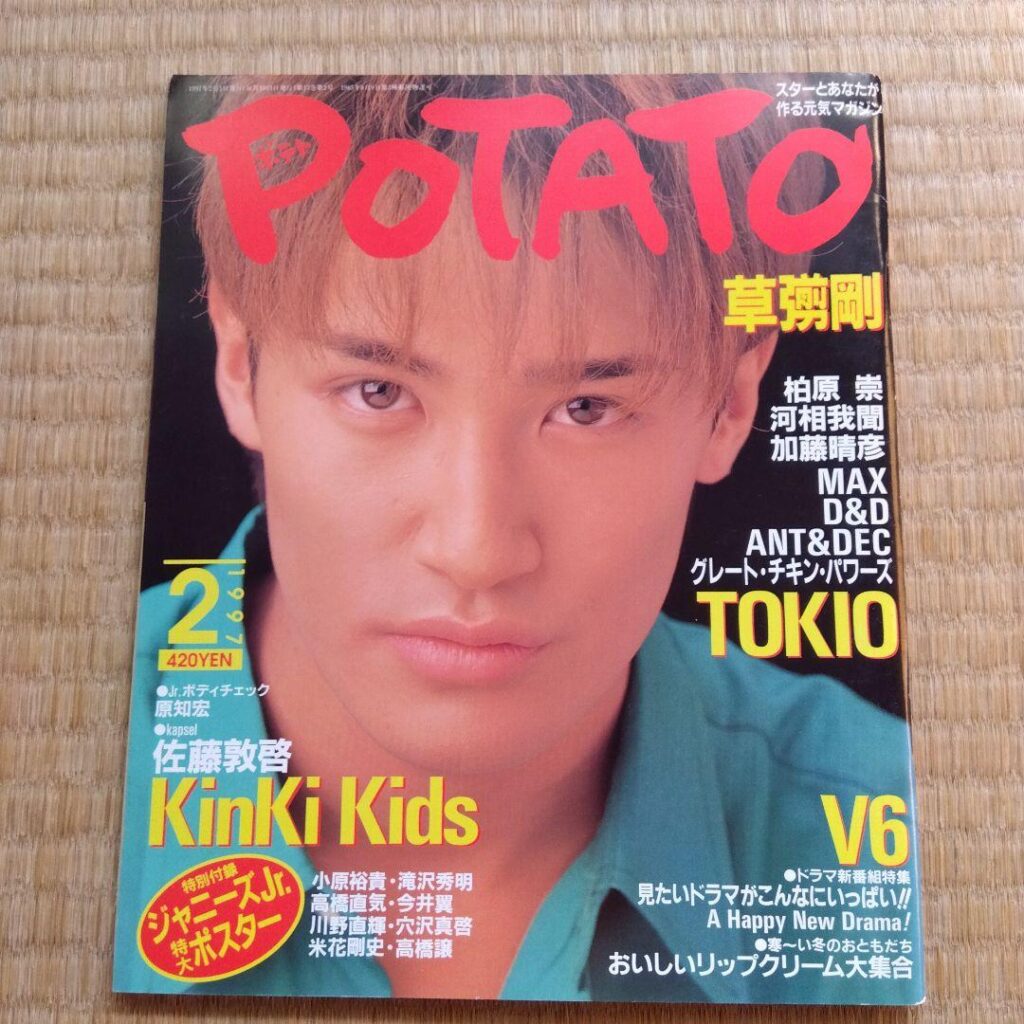 スターとあなたが
作る元気マガジン
POTATO
ポテト
草彅剛
柏原 崇
河相我聞
加藤晴彦
MAX
D&D
ANT&DEC
グレート・チキン・パワーズ
TOKIO
2
1997
420YEN
●Jr.ボディチェック
原知宏
●kapsel
佐藤敦啓
KinKi Kids
特別付録
ジャニーズJr.
特大ポスター
小原裕貴・滝沢秀明
高橋直気・今井翼
川野直輝・穴沢真啓
米花剛史・高橋譲
V6
●ドラマ新番組特集
見たいドラマがこんなにいっぱい!!
A Happy New Drama!
●寒〜い冬のおともだち
おいしいリップクリーム大集合